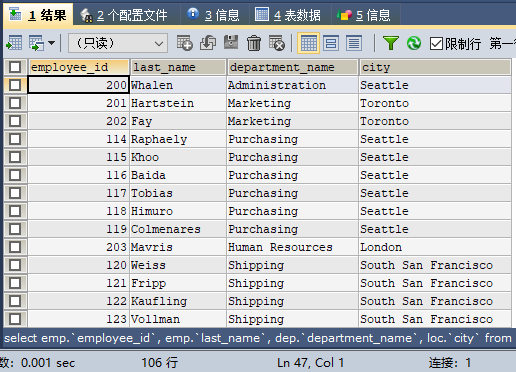 1 结果 2 个配置文件 3 信息 4 表数据 5 信息
（只读） 限制行 第一行
employee_id last_name department_name city
200 Whalen Administration Seattle
201 Hartstein Marketing Toronto
202 Fay Marketing Toronto
114 Raphaely Purchasing Seattle
115 Khoo Purchasing Seattle
116 Baida Purchasing Seattle
117 Tobias Purchasing Seattle
118 Himuro Purchasing Seattle
119 Colmenares Purchasing Seattle
203 Mavris Human Resources London
120 Weiss Shipping South San Francisco
121 Fripp Shipping South San Francisco
122 Kaufling Shipping South San Francisco
123 Vollman Shipping South San Francisco
select emp.`employee_id`, emp.`last_name`, dep.`department_name`, loc.`city` from
数: 0.001 sec 106 行 Ln 47, Col 1 连接: 1